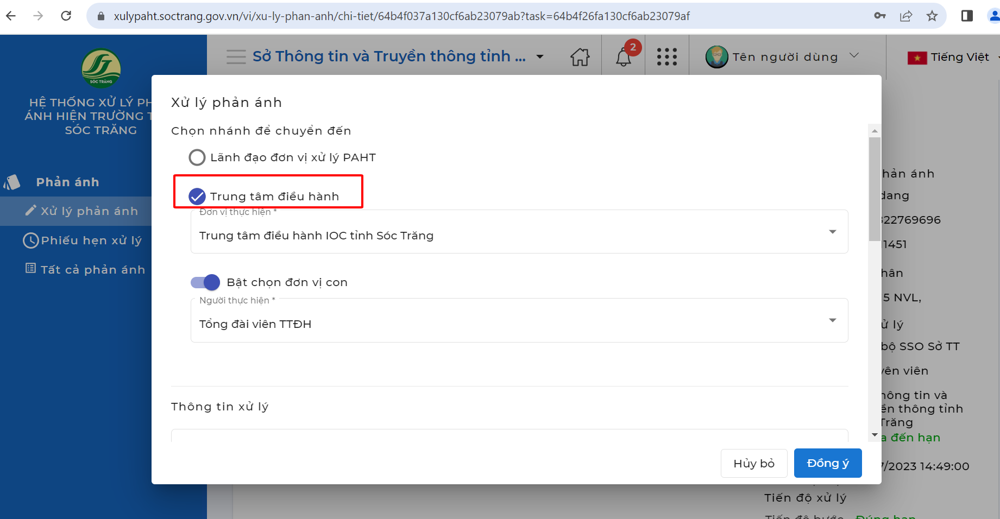 xulypaht.soctrang.gov.vn/vi/xu-ly-phan-anh/chi-tiet/64b4f037a130cf6ab23079ab?task=64b4f26fa130cf6ab23079af
SÓC TRĂNG
HỆ THỐNG XỬ LÝ PH
ÁNH HIỆN TRƯỜNG T
SÓC TRĂNG
Phản ánh
Xử lý phản ánh
Phiếu hẹn xử lý
Tất cả phản ánh
Sở Thông tin và Truyền thông tỉnh ...
2
Tên người dùng
Tiếng Việt
Xử lý phản ánh
Chọn nhánh để chuyển đến
Lãnh đạo đơn vị xử lý PAHT
Trung tâm điều hành
Đơn vị thực hiện *
Trung tâm điều hành IOC tỉnh Sóc Trăng
Bật chọn đơn vị con
Người thực hiện *
Tổng đài viên TTĐH
Thông tin xử lý
Hủy bỏ
Đồng ý
hản ánh
dang
322769696
1451
hân
5 NVL,
ử lý
bộ SSO Sở TT
yên viên
hông tin và
ền thông tỉnh
Trăng
a đến hạn
7/2023 14:49:00
Tiến độ xử lý
Tiến độ bước
Đúng hạn